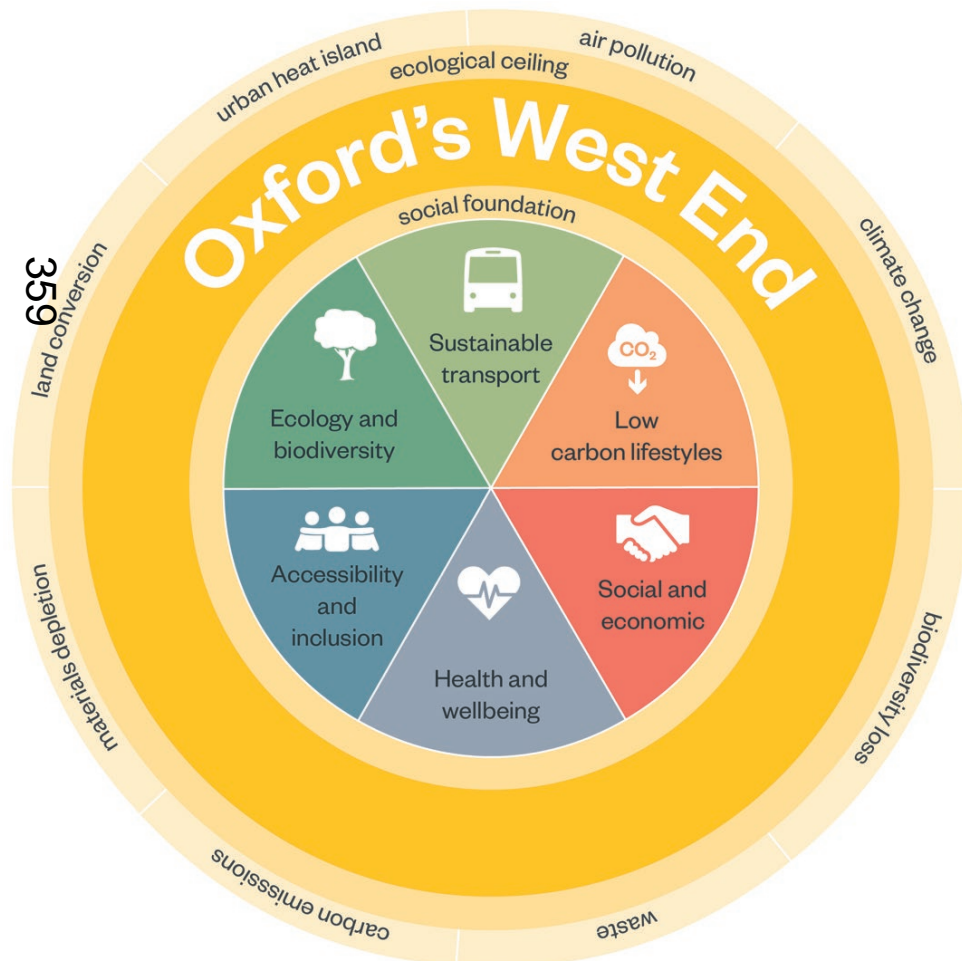 urban heat island
air pollution
ecological ceiling
Oxford's West End
social foundation
climate change
land conversion
359
Sustainable
transport
CO₂
Low
carbon lifestyles
Ecology and
biodiversity
Accessibility
and
inclusion
Social and
economic
Health and
wellbeing
materials depletion
biodiversity loss
carbon emisssions
waste